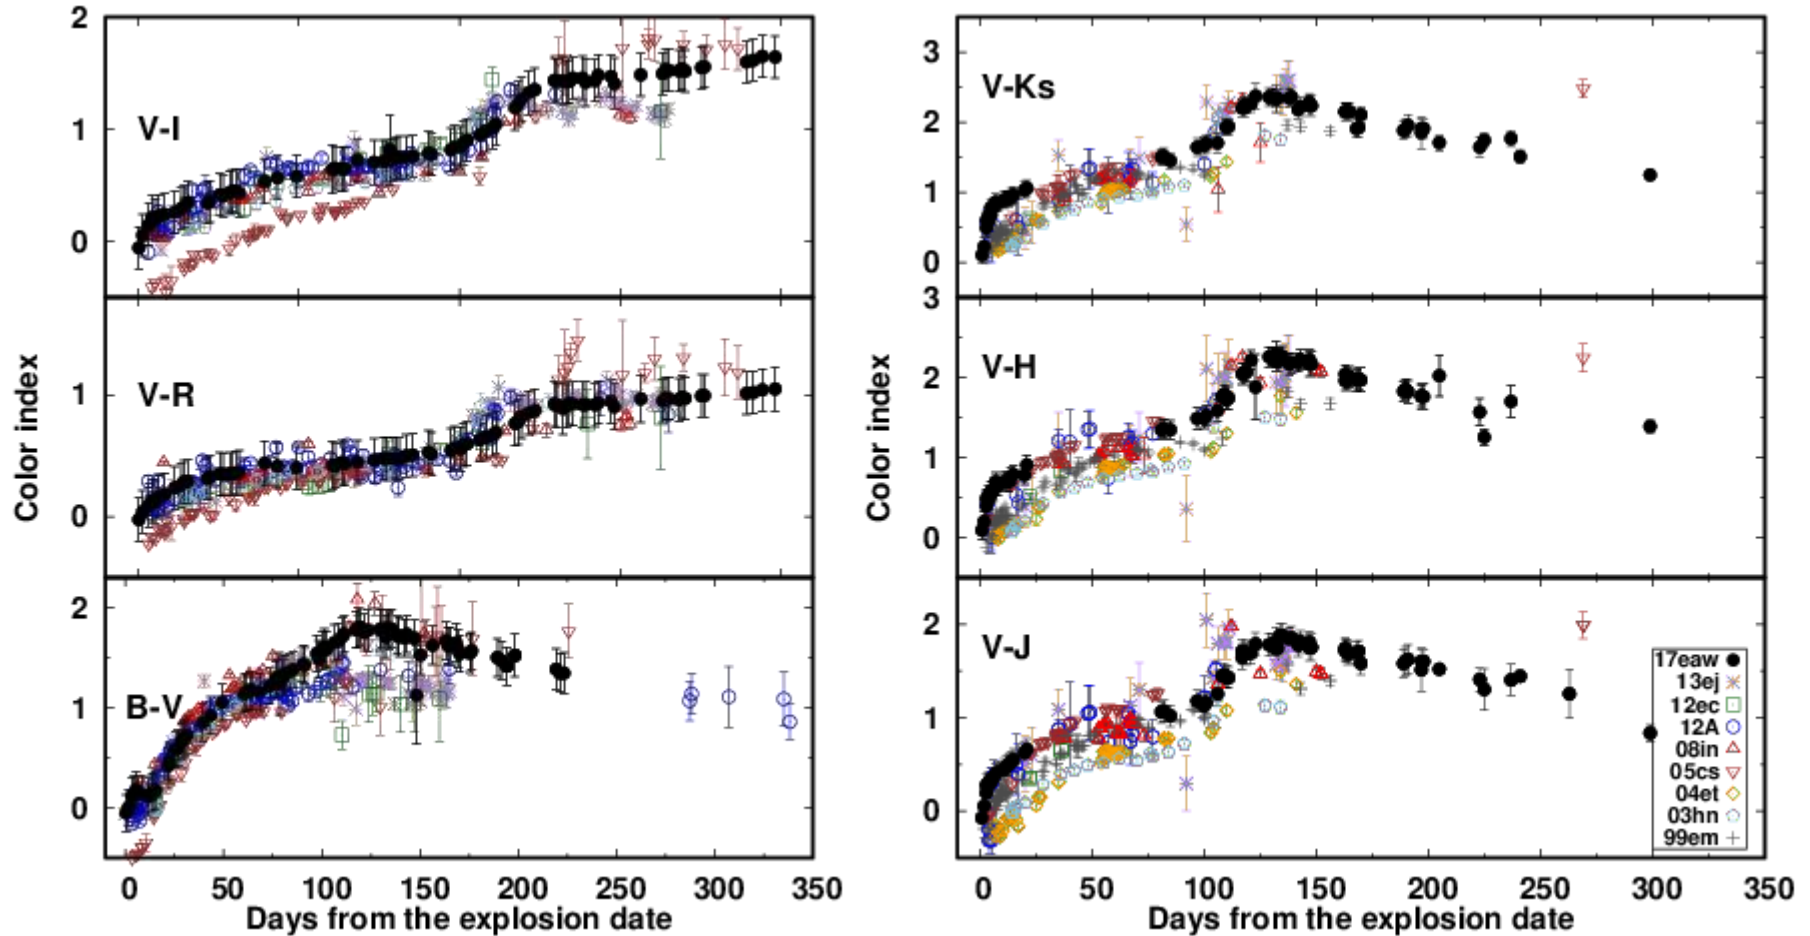 2
1
0
V-I
1
0
V-R
2
1
0
B-V
0 50 100 150 200 250 300 350
Days from the explosion date
Color index
3
2
1
0
V-Ks
3
2
1
0
V-H
2
1
0
V-J
17eaw
13ej
12ec
12A
08in
05cs
04et
03hn
99em
0 50 100 150 200 250 300 350
Days from the explosion date
Color index